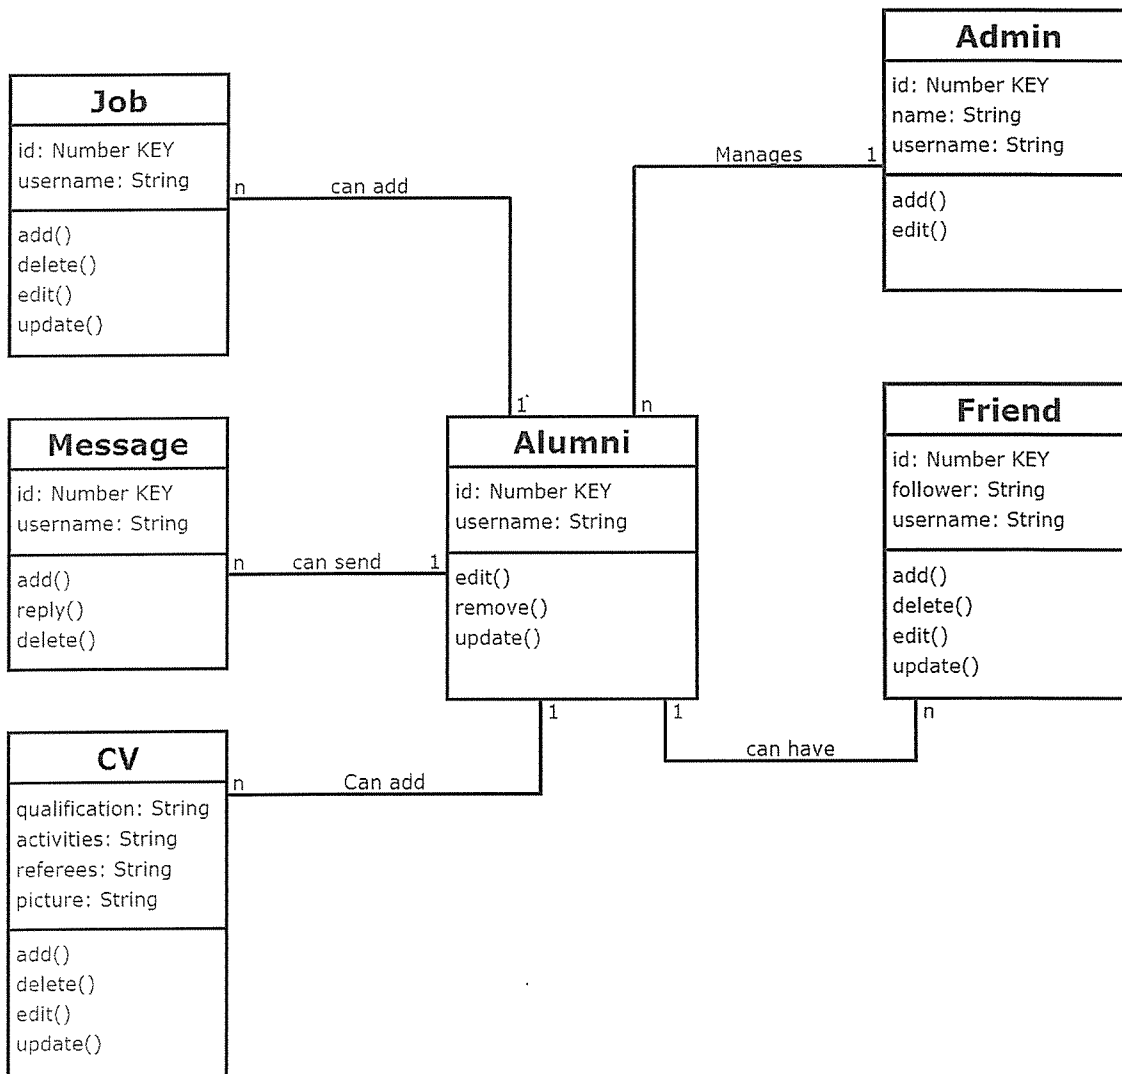 Job
id: Number KEY
username: String
add()
delete()
edit()
update()
n
can add
1
Manages
1
n
Admin
id: Number KEY
name: String
username: String
add()
edit()
Message
id: Number KEY
username: String
add()
reply()
delete()
n
can send
1
Alumni
id: Number KEY
username: String
edit()
remove()
update()
Friend
id: Number KEY
follower: String
username: String
add()
delete()
edit()
update()
1
can have
n
CV
qualification: String
activities: String
referees: String
picture: String
add()
delete()
edit()
update()
n
Can add
1